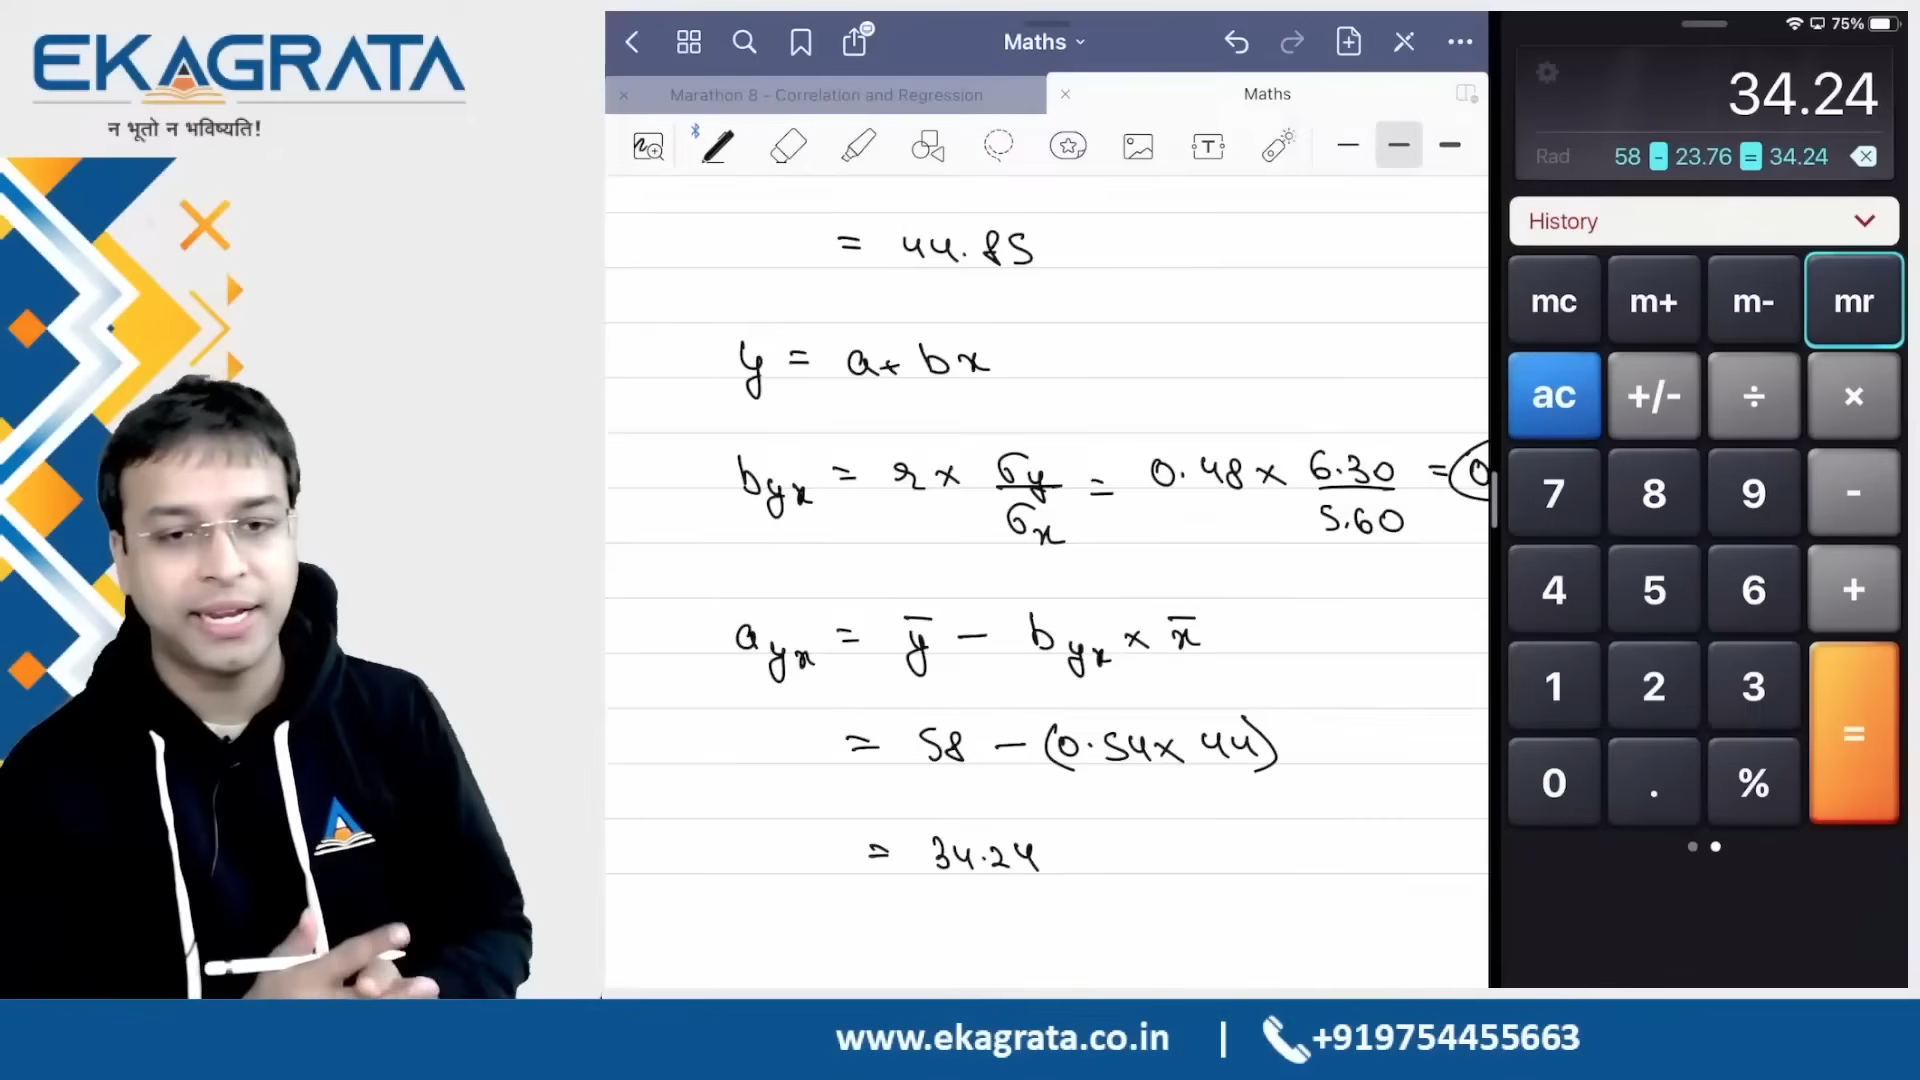 EKAGRATA
न भूतो न भविष्यति!
Maths
Marathon 8 - Correlation and Regression
Maths
= 44.85
y = a + bx
byx = r × σy/σx = 0.48 × 6.30/5.60 = 0
ayx = ȳ - byx × x̄
= 58 - (0.54 × 44)
= 34.24
75%
34.24
Rad 58 - 23.76 = 34.24
History
mc m+ m- mr
ac +/- ÷ ×
7 8 9 -
4 5 6 +
1 2 3 =
0 . %
www.ekagrata.co.in | +919754455663